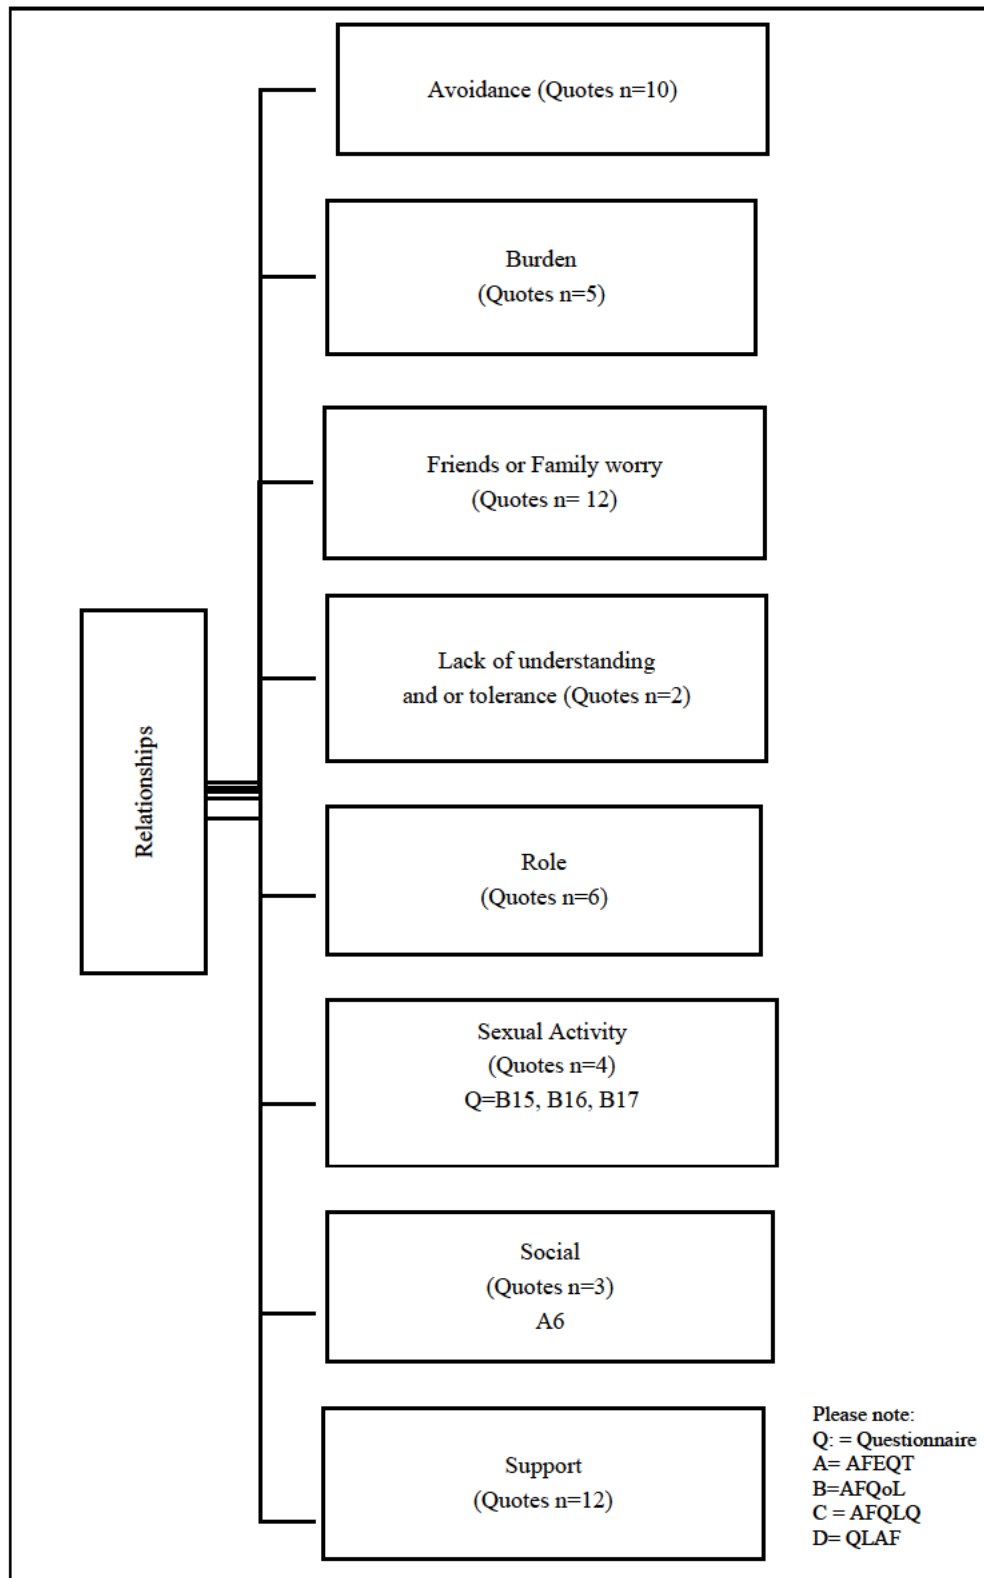 Avoidance (Quotes n=10)
Burden
(Quotes n=5)
Friends or Family worry
(Quotes n= 12)
Lack of understanding
and or tolerance (Quotes n=2)
Relationships
Role
(Quotes n=6)
Sexual Activity
(Quotes n=4)
Q=B15, B16, B17
Social
(Quotes n=3)
A6
Support
(Quotes n=12)
Please note:
Q: = Questionnaire
A= AFEQT
B=AFQoL
C = AFQLQ
D= QLAF